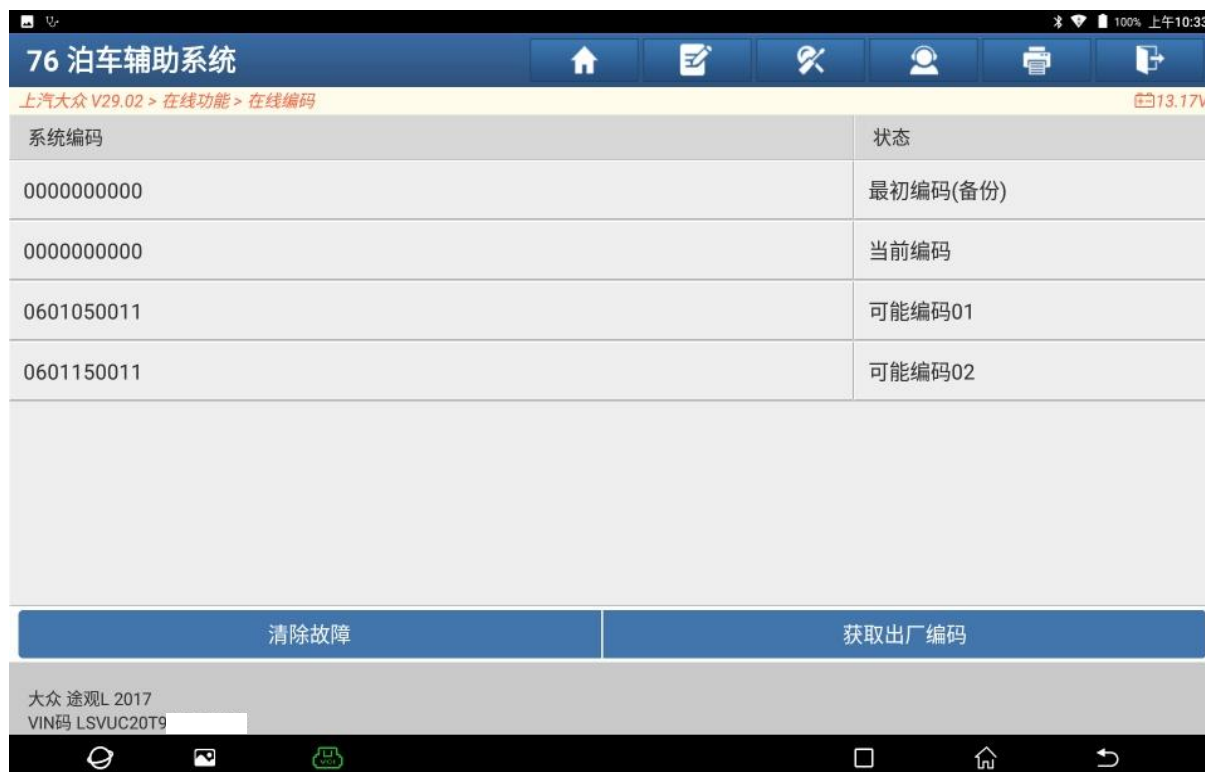 100% 上午10:33
76 泊车辅助系统
上汽大众 V29.02 > 在线功能 > 在线编码
13.17V
系统编码 状态
0000000000 最初编码(备份)
0000000000 当前编码
0601050011 可能编码01
0601150011 可能编码02
清除故障 获取出厂编码
大众 途观L 2017
VIN码 LSVUC20T9
VCI